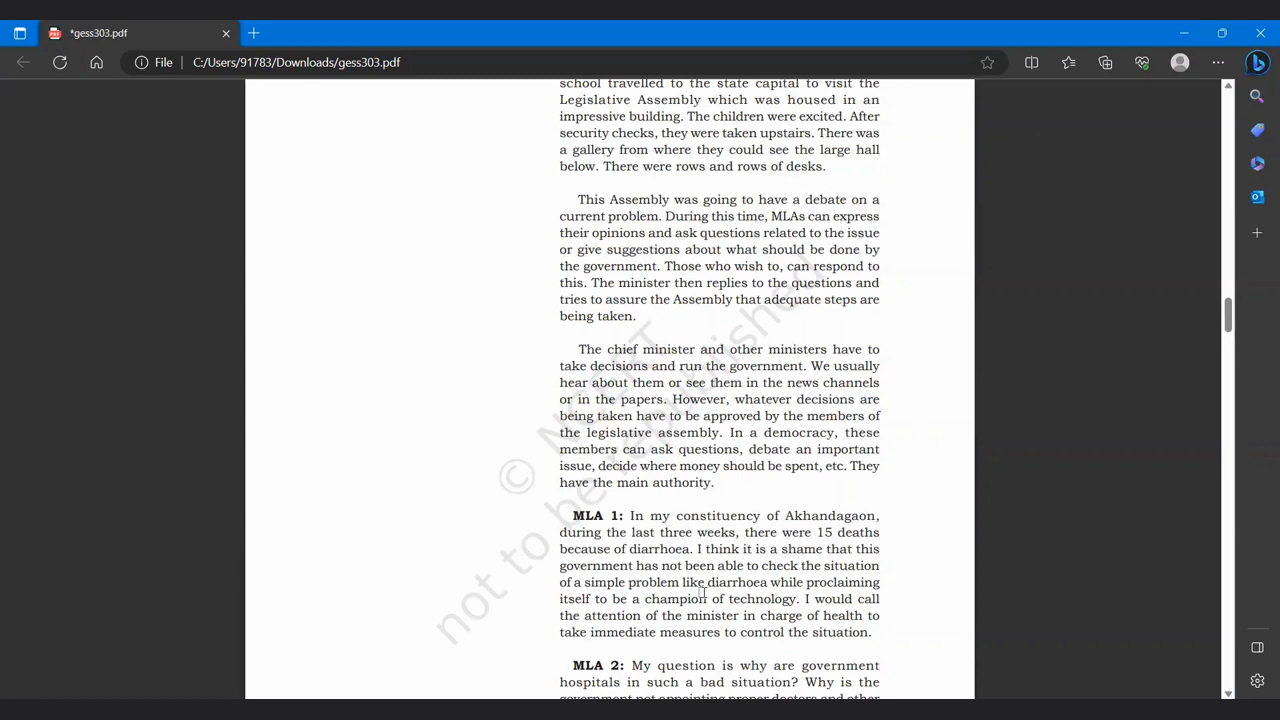 *gess303.pdf
File
C:/Users/91783/Downloads/gess303.pdf
school travelled to the state capital to visit the
Legislative Assembly which was housed in an
impressive building. The children were excited. After
security checks, they were taken upstairs. There was
a gallery from where they could see the large hall
below. There were rows and rows of desks.
This Assembly was going to have a debate on a
current problem. During this time, MLAs can express
their opinions and ask questions related to the issue
or give suggestions about what should be done by
the government. Those who wish to, can respond to
this. The minister then replies to the questions and
tries to assure the Assembly that adequate steps are
being taken.
The chief minister and other ministers have to
take decisions and run the government. We usually
hear about them or see them in the news channels
or in the papers. However, whatever decisions are
being taken have to be approved by the members of
the legislative assembly. In a democracy, these
members can ask questions, debate an important
issue, decide where money should be spent, etc. They
have the main authority.
MLA 1: In my constituency of Akhandagaon,
during the last three weeks, there were 15 deaths
because of diarrhoea. I think it is a shame that this
government has not been able to check the situation
of a simple problem like diarrhoea while proclaiming
itself to be a champion of technology. I would call
the attention of the minister in charge of health to
take immediate measures to control the situation.
MLA 2: My question is why are government
hospitals in such a bad situation? Why is the
government not appointing proper doctors and other
© NCERT
not to be republished